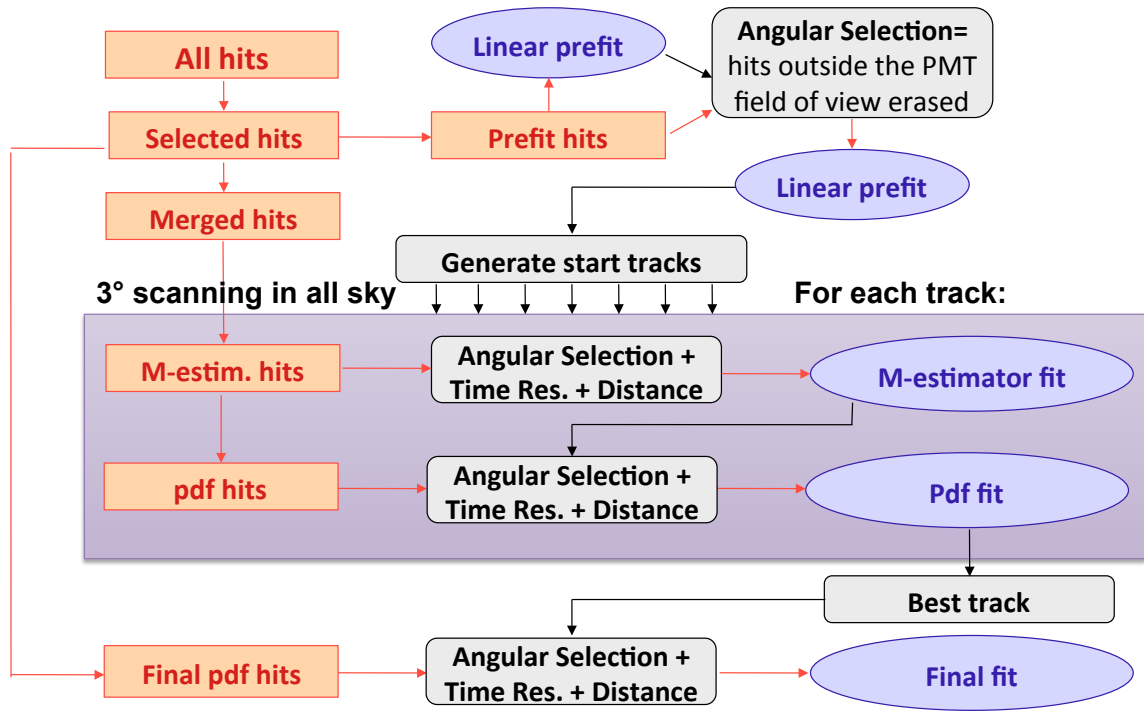 All hits
Linear prefit
Angular Selection=
hits outside the PMT
field of view erased
Selected hits
Prefit hits
Linear prefit
Merged hits
Generate start tracks
3° scanning in all sky
For each track:
M-estim. hits
Angular Selection +
Time Res. + Distance
M-estimator fit
pdf hits
Angular Selection +
Time Res. + Distance
Pdf fit
Best track
Final pdf hits
Angular Selection +
Time Res. + Distance
Final fit